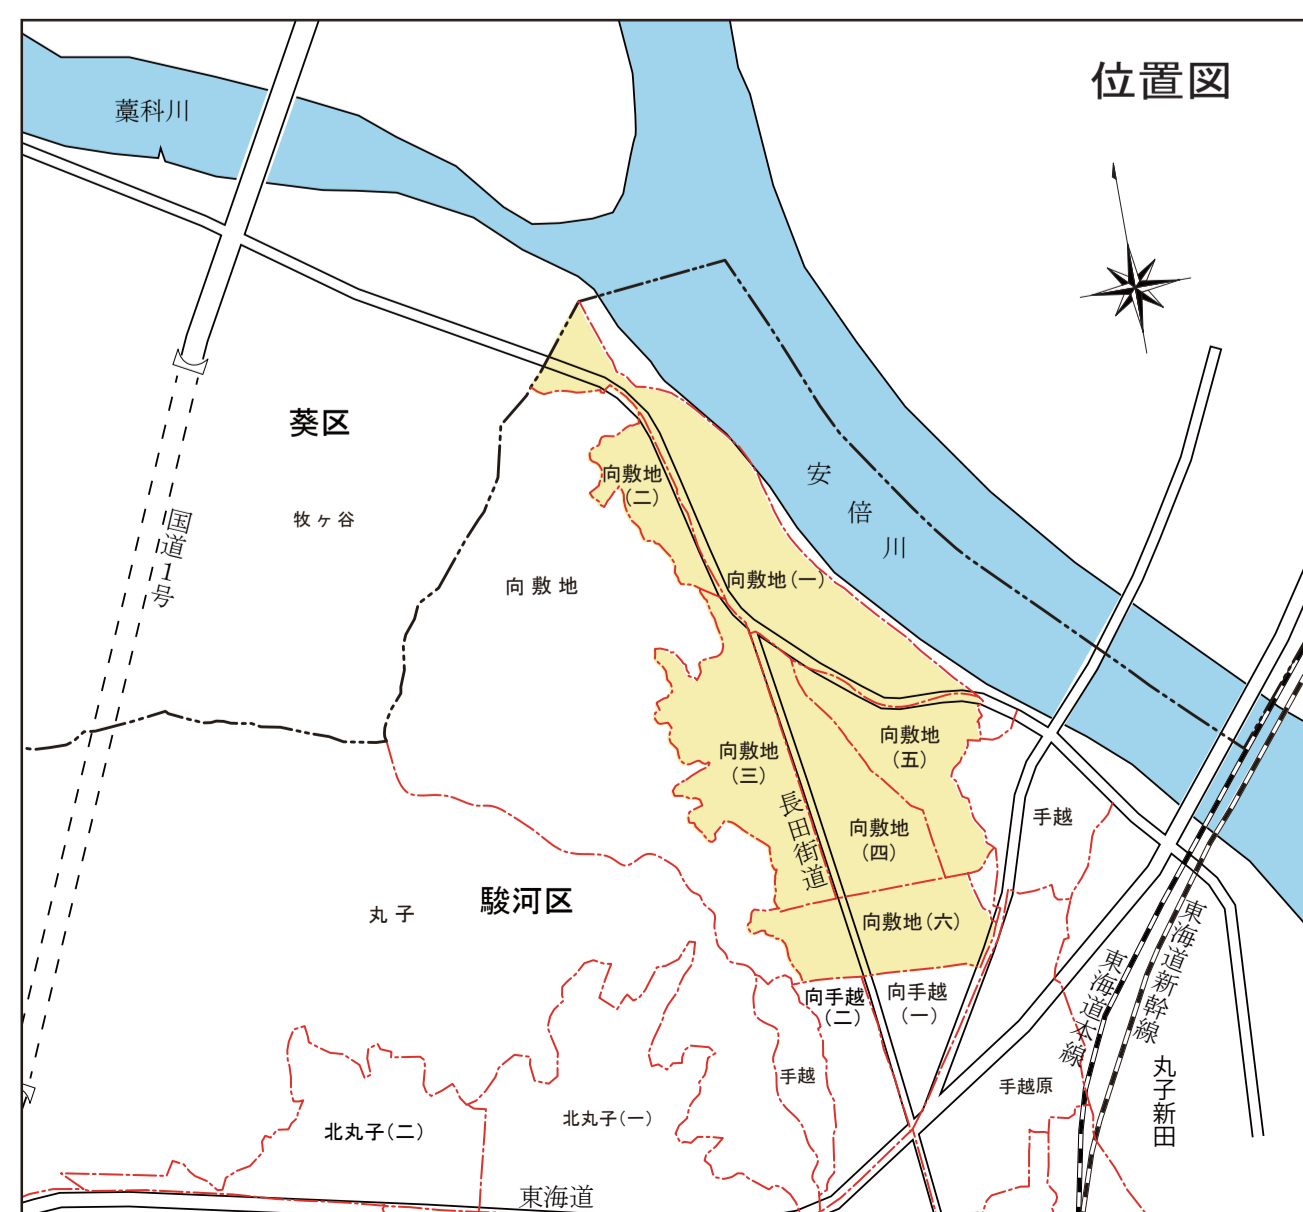 位置図
藁科川
葵区
牧ヶ谷
国道1号
向敷地
向敷地
(二)
安倍川
向敷地(一)
向敷地
(三)
向敷地
(五)
長田街道
向敷地
(四)
手越
駿河区
丸子
向敷地(六)
向手越
(二)
向手越
(一)
東海道新幹線
東海道本線
手越
手越原
丸子新田
北丸子(二)
北丸子(一)
東海道